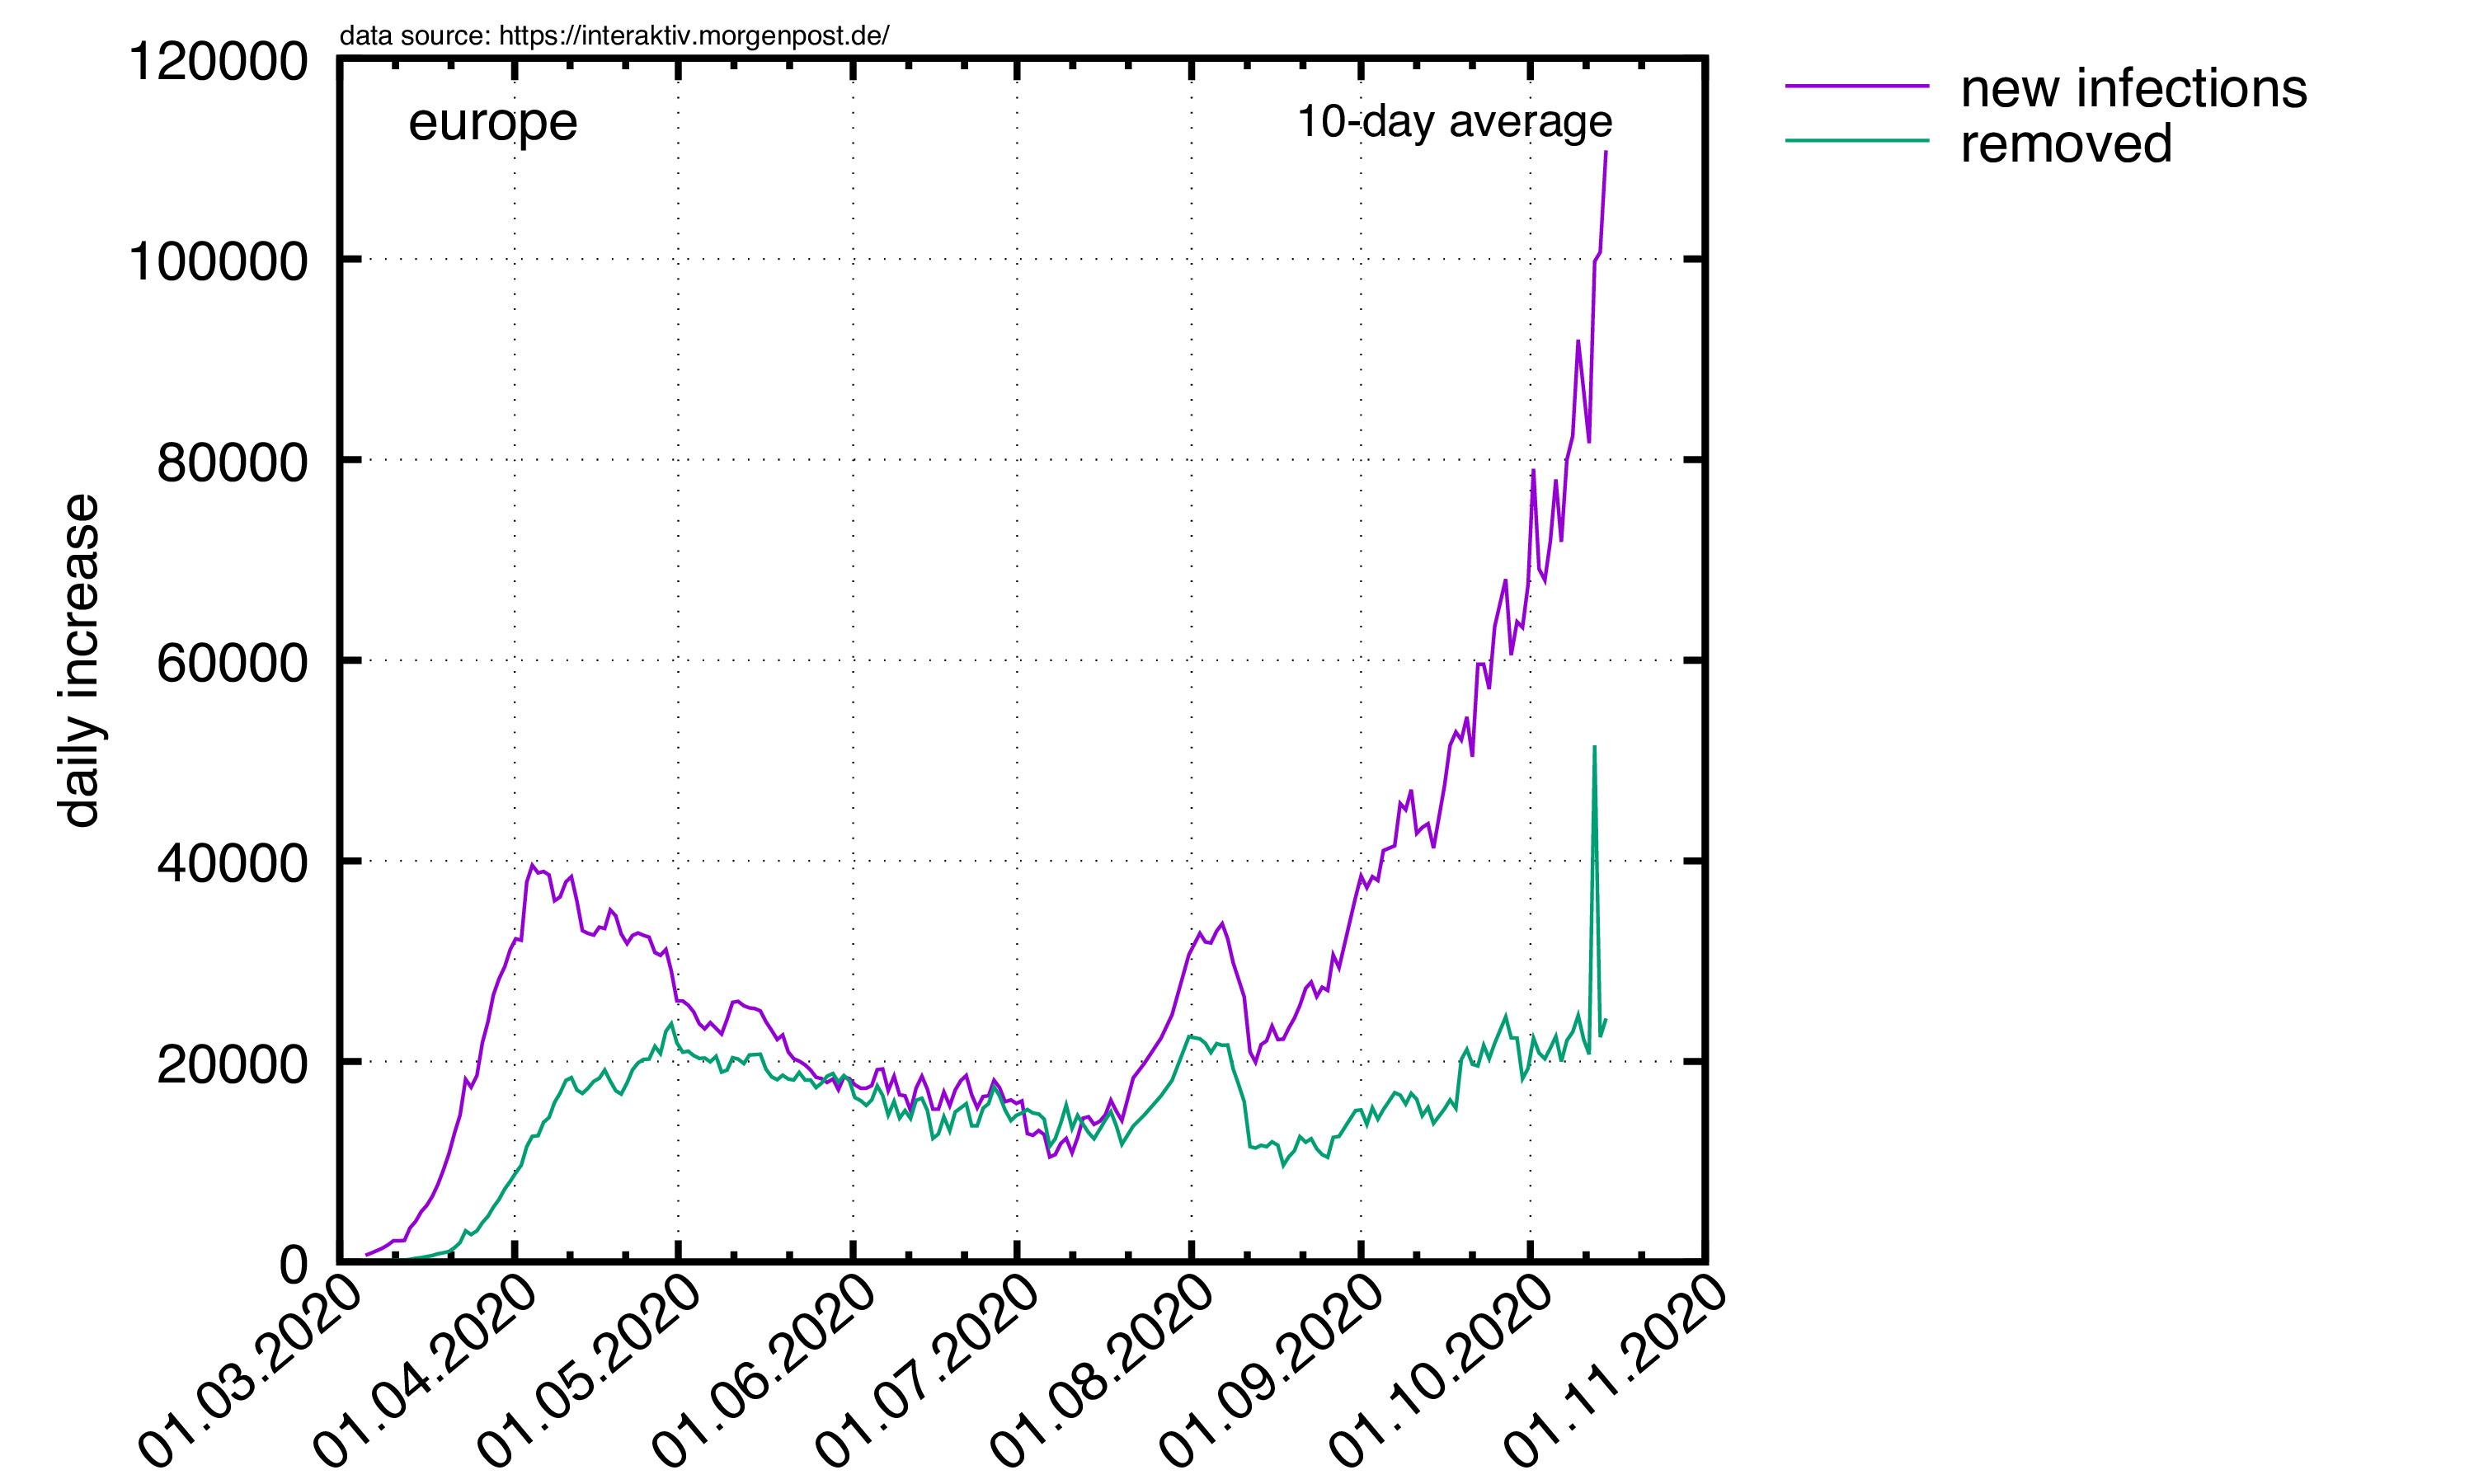 data source: https://interaktiv.morgenpost.de/
120000
100000
80000
60000
40000
20000
0
daily increase
europe
10-day average
new infections
removed
01.03.2020
01.04.2020
01.05.2020
01.06.2020
01.07.2020
01.08.2020
01.09.2020
01.10.2020
01.11.2020